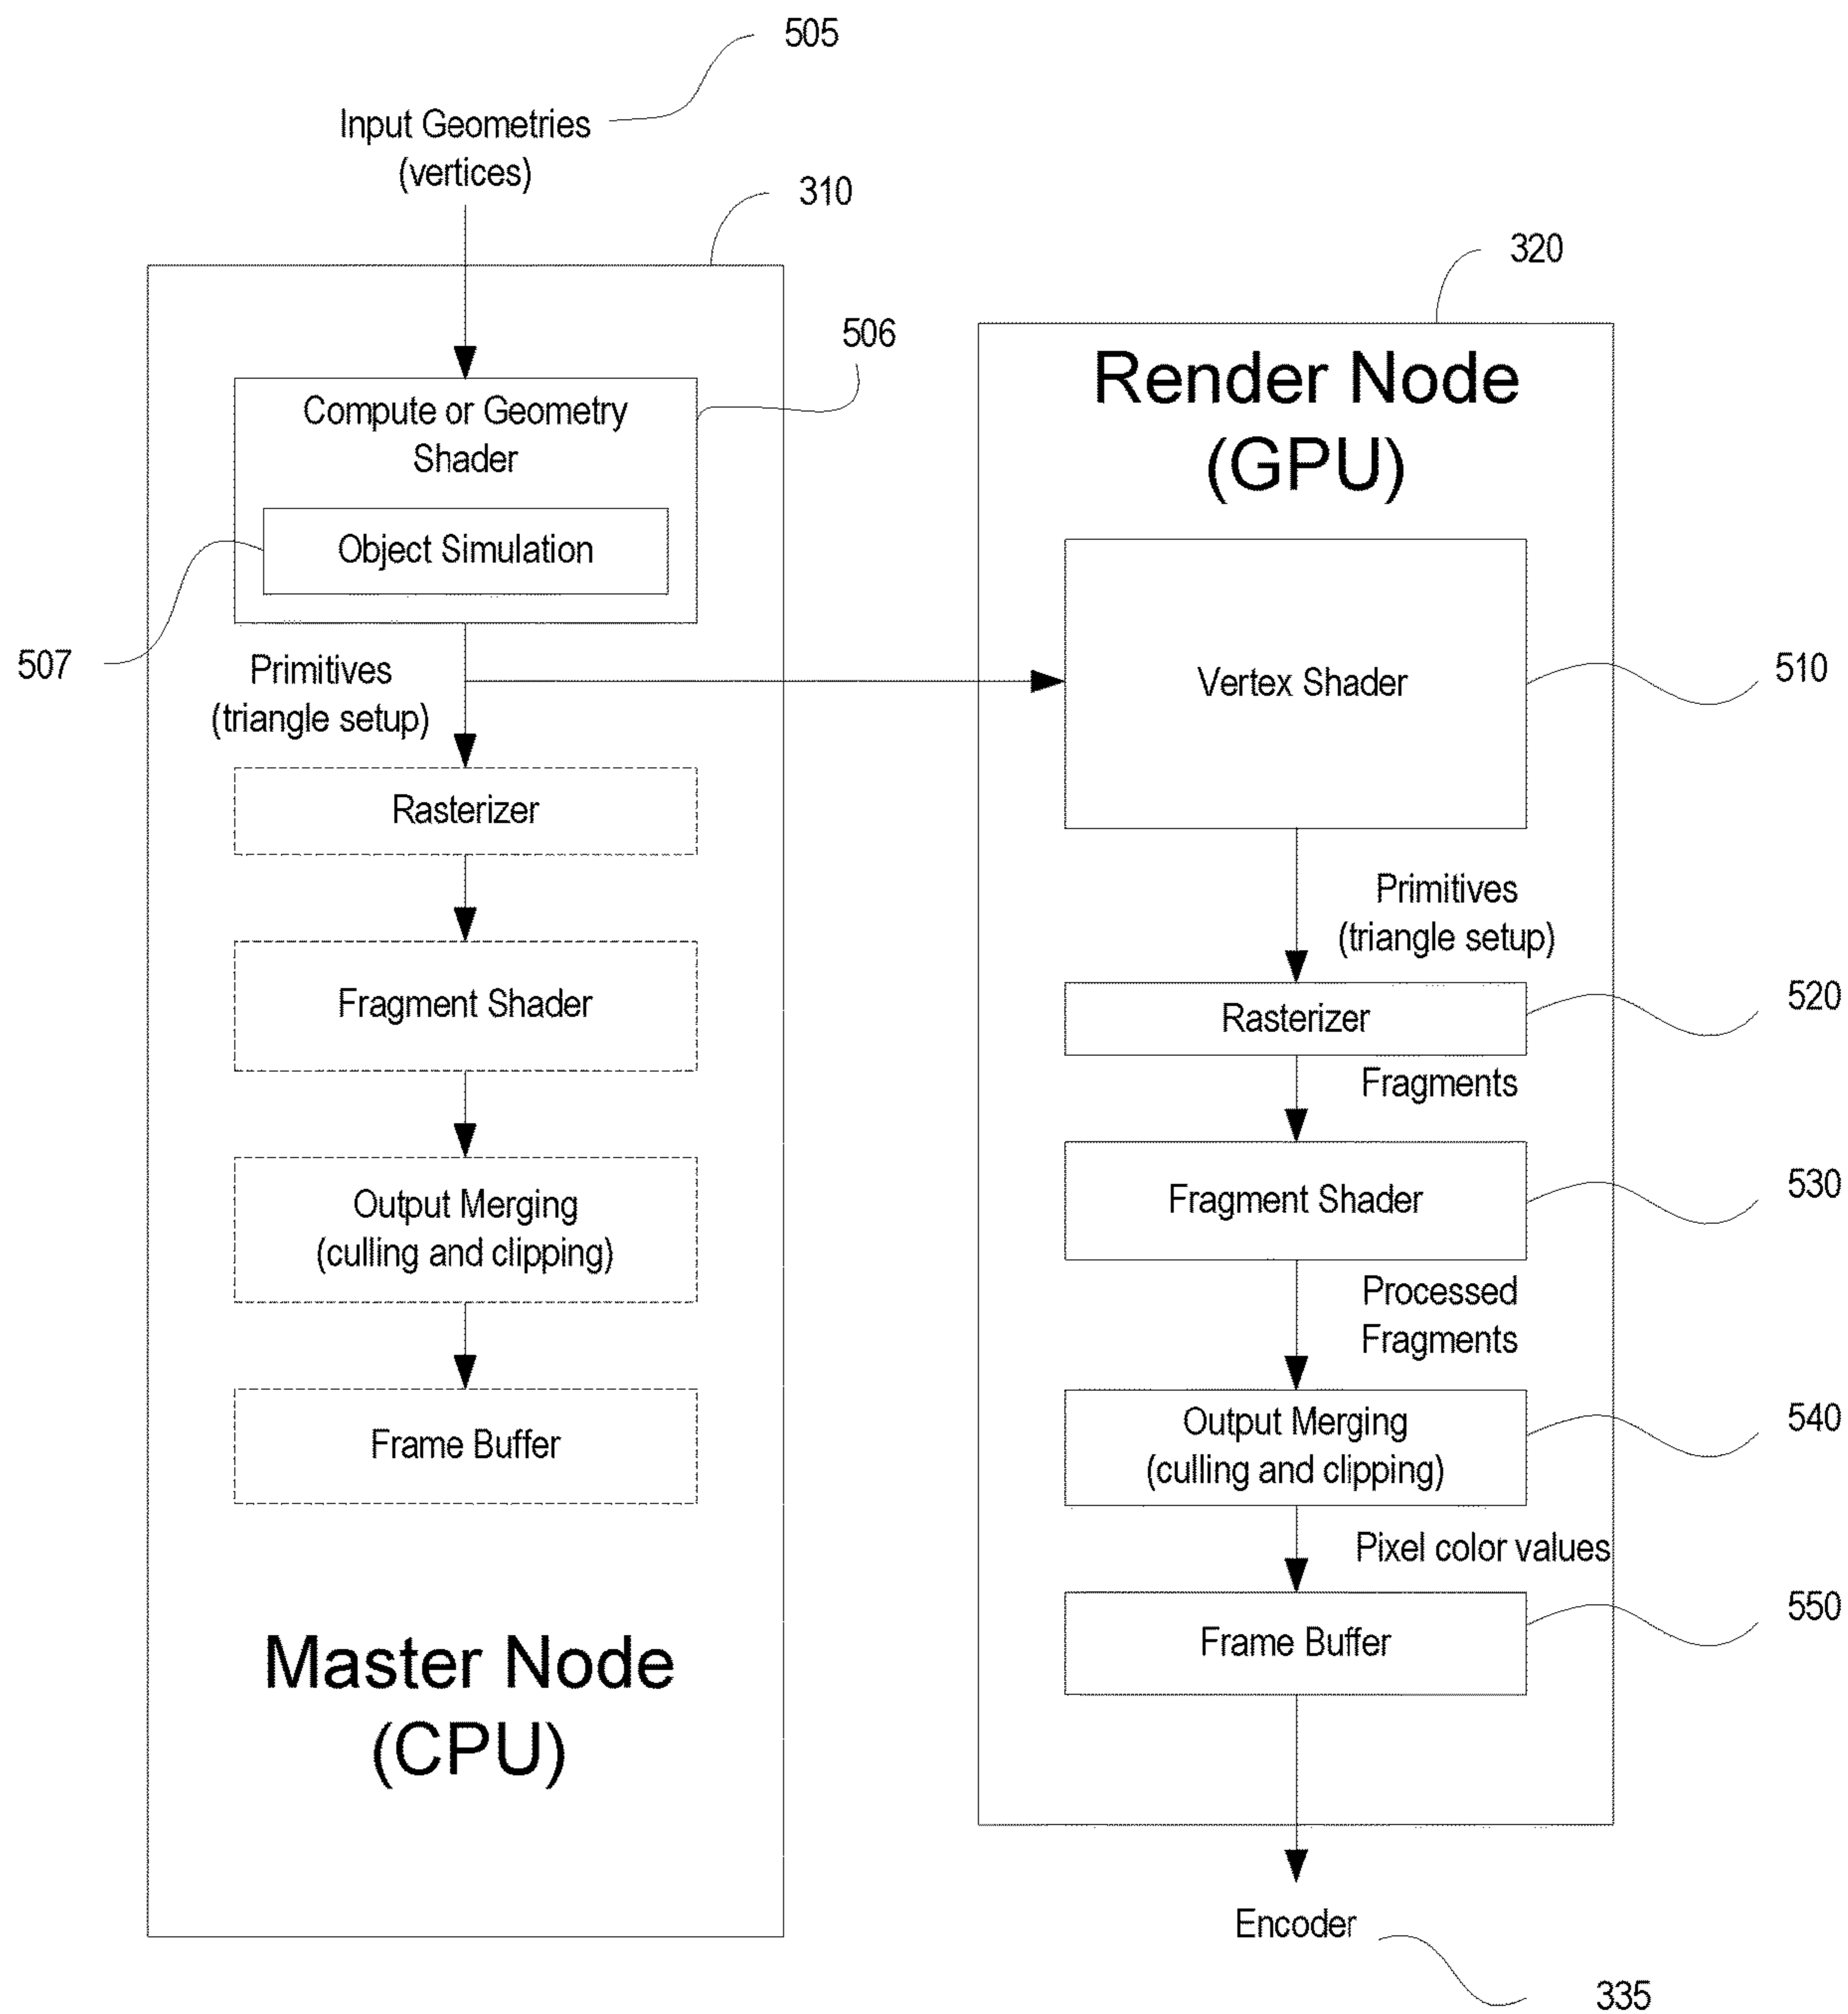 505
Input Geometries
(vertices)
310
506
Compute or Geometry
Shader
Object Simulation
507
Primitives
(triangle setup)
Rasterizer
Fragment Shader
Output Merging
(culling and clipping)
Frame Buffer
Master Node
(CPU)
320
Render Node
(GPU)
Vertex Shader
510
Primitives
(triangle setup)
Rasterizer
520
Fragments
Fragment Shader
530
Processed
Fragments
Output Merging
(culling and clipping)
540
Pixel color values
Frame Buffer
550
Encoder
335